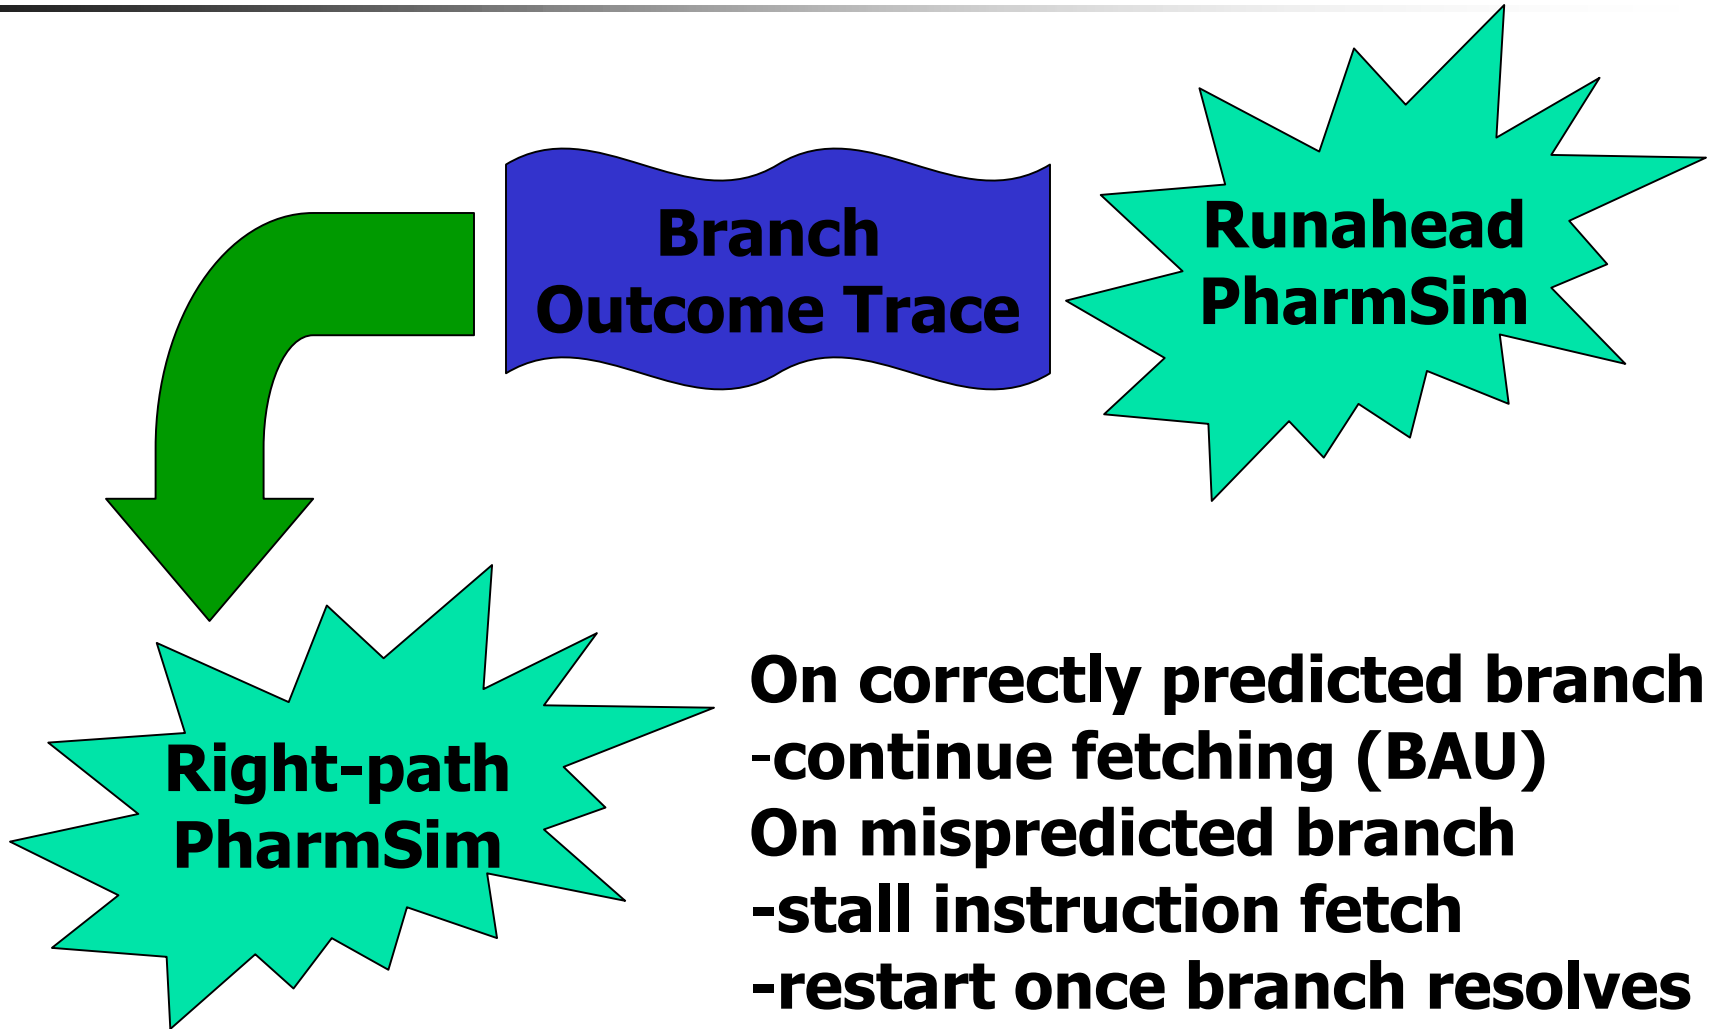 Branch
Outcome Trace
Runahead
PharmSim
Right-path
PharmSim
On correctly predicted branch
-continue fetching (BAU)
On mispredicted branch
-stall instruction fetch
-restart once branch resolves